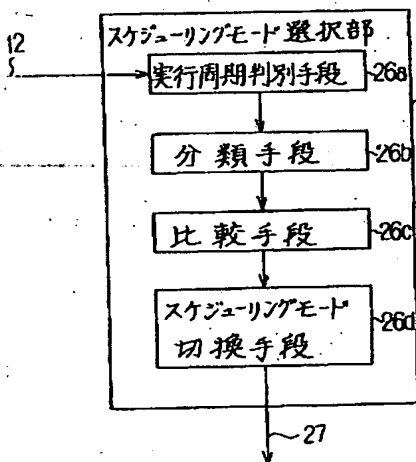 スケジューリングモード選択部
12
実行周期判別手段
26a
分類手段
26b
比較手段
26c
スケジューリングモード
切換手段
26d
27